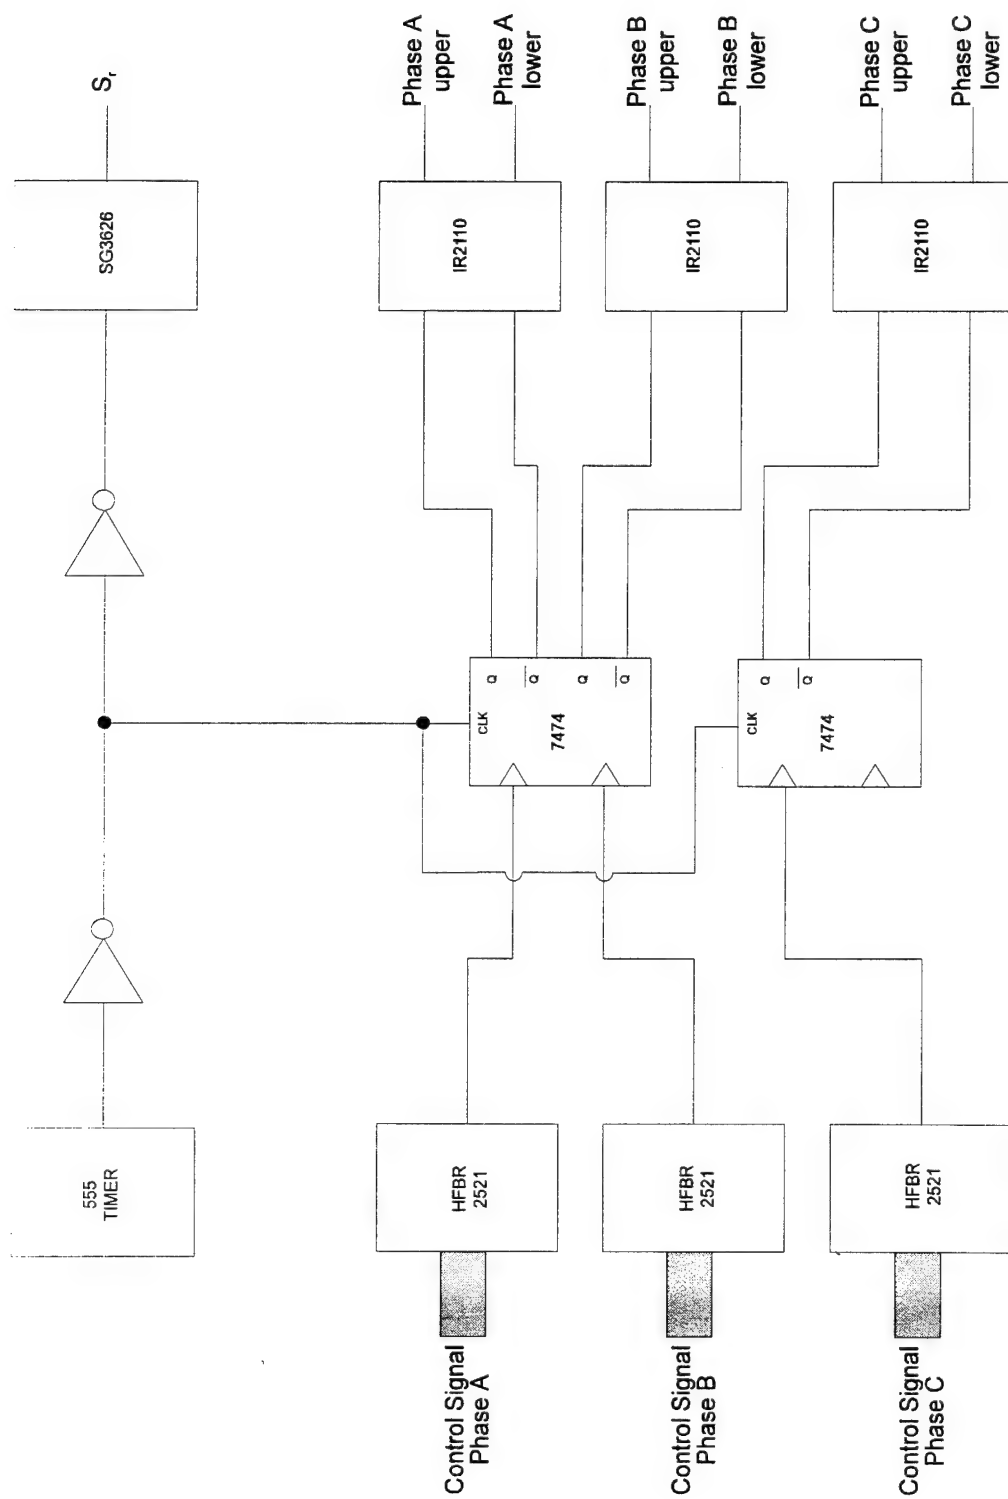 555
TIMER
SG3626
Sr
Control Signal
Phase A
HFBR
2521
CLK
7474
Q
Q
Q
Q
IR2110
Phase A
upper
Phase A
lower
Control Signal
Phase B
HFBR
2521
IR2110
Phase B
upper
Phase B
lower
Control Signal
Phase C
HFBR
2521
CLK
7474
Q
Q
IR2110
Phase C
upper
Phase C
lower